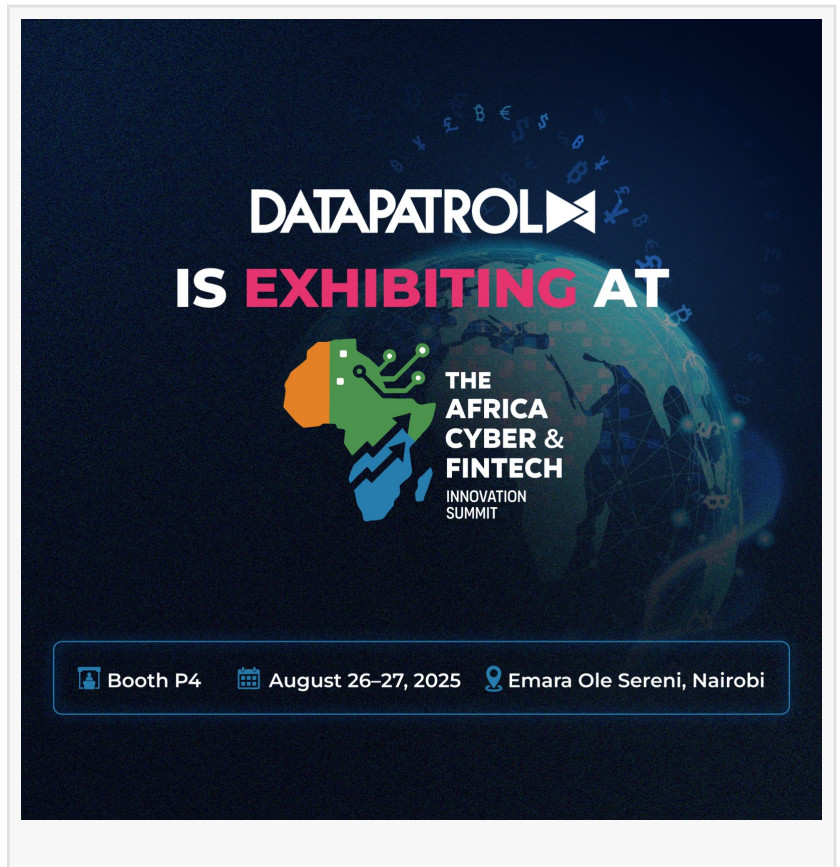 DATAPATROL
IS EXHIBITING AT
THE
AFRICA
CYBER &
FINTECH
INNOVATION
SUMMIT
Booth P4 August 26–27, 2025 Emara Ole Sereni, Nairobi